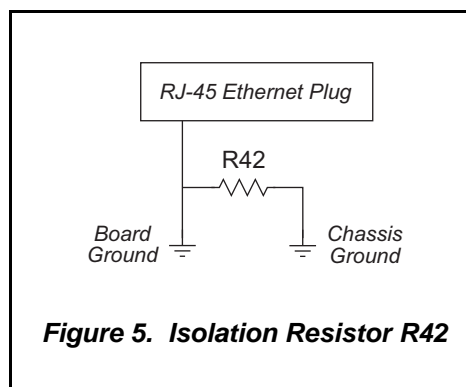 RJ-45 Ethernet Plug
R42
Board
Ground
Chassis
Ground
Figure 5.  Isolation Resistor R42